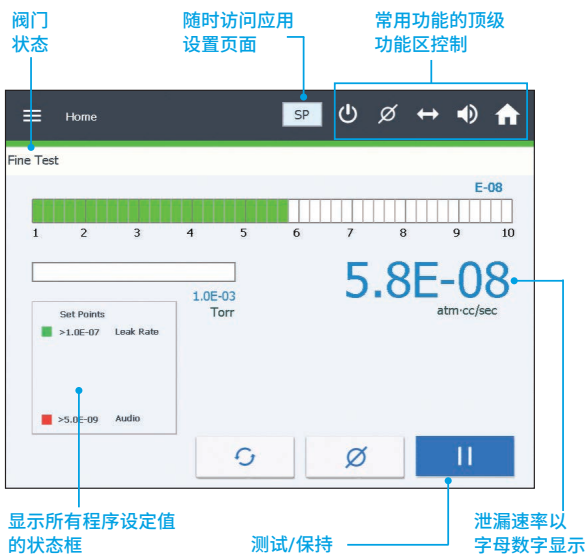 阀门
状态
随时访问应用
设置页面
常用功能的顶级
功能区控制
Home
SP
Fine Test
E-08
1 2 3 4 5 6 7 8 9 10
5.8E-08
atm·cc/sec
1.0E-03
Torr
Set Points
>1.0E-07 Leak Rate
>5.0E-09 Audio
显示所有程序设定值
的状态框
测试/保持
泄漏速率以
字母数字显示